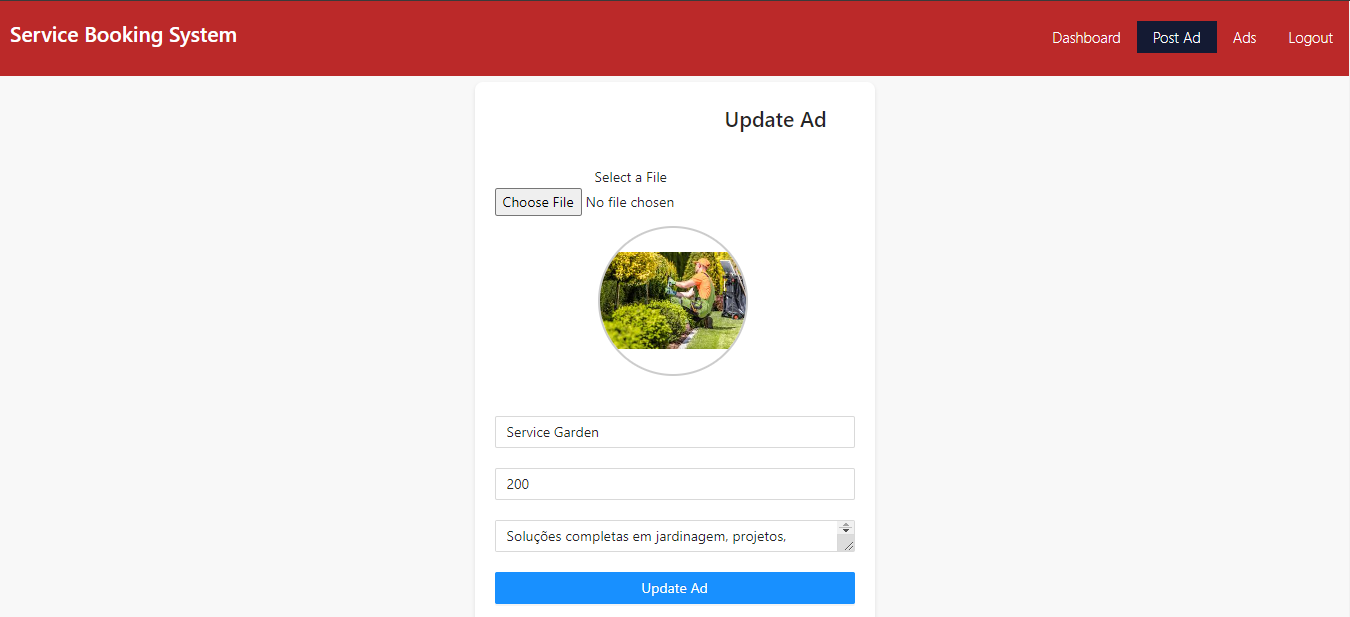 Service Booking System
Dashboard Post Ad Ads Logout
Update Ad
Select a File
Choose File No file chosen
Service Garden
200
Soluções completas em jardinagem, projetos,
Update Ad